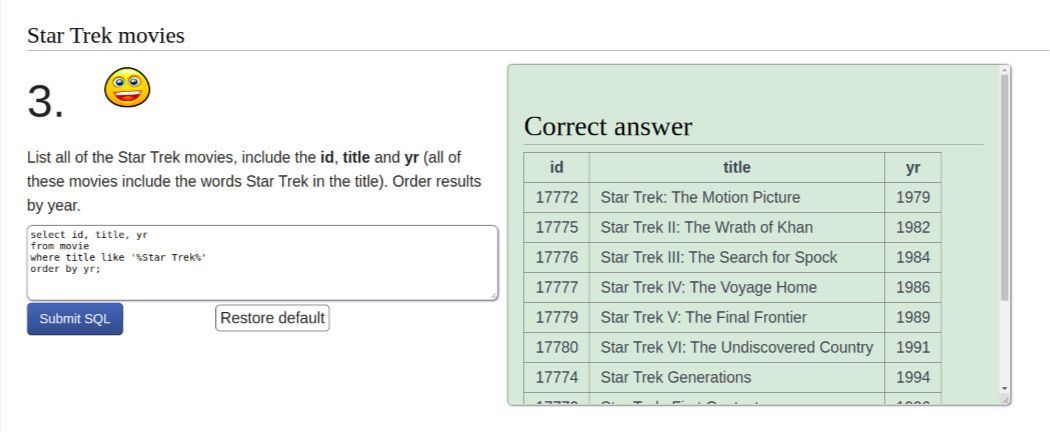 Star Trek movies
3.
List all of the Star Trek movies, include the id, title and yr (all of
these movies include the words Star Trek in the title). Order results
by year.
select id, title, yr
from movie
where title like '%Star Trek%'
order by yr;
Submit SQL
Restore default
Correct answer
id title yr
17772 Star Trek: The Motion Picture 1979
17775 Star Trek II: The Wrath of Khan 1982
17776 Star Trek III: The Search for Spock 1984
17777 Star Trek IV: The Voyage Home 1986
17779 Star Trek V: The Final Frontier 1989
17780 Star Trek VI: The Undiscovered Country 1991
17774 Star Trek Generations 1994